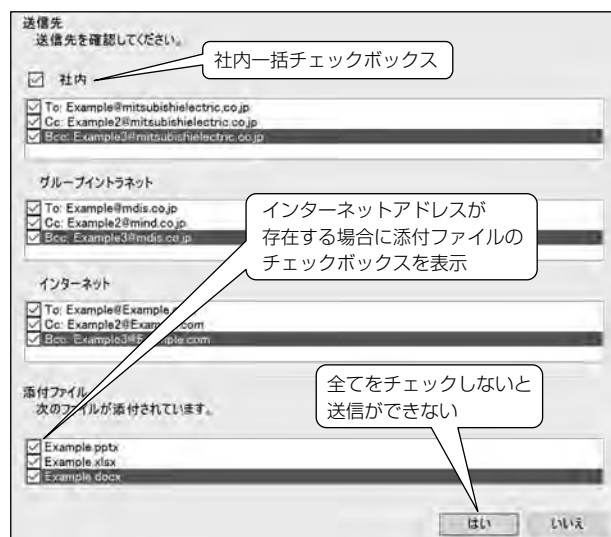 送信先
送信先を確認してください。
社内一括チェックボックス
社内
To: Example@mitsubishielectric.co.jp
Cc: Example2@mitsubishielectric.co.jp
Bcc: Example3@mitsubishielectric.co.jp
グループイントラネット
To: Example@mdis.co.jp
Cc: Example2@mind.co.jp
Bcc: Example3@mdis.co.jp
インターネットアドレスが
存在する場合に添付ファイルの
チェックボックスを表示
インターネット
To: Example@Example.c
Cc: Example2@Exam com
Bcc: Example3@E ple.com
全てをチェックしないと
送信ができない
添付ファイル
次のファイルが添付されています。
Example.pptx
Example.xlsx
Example.docx
はい いいえ